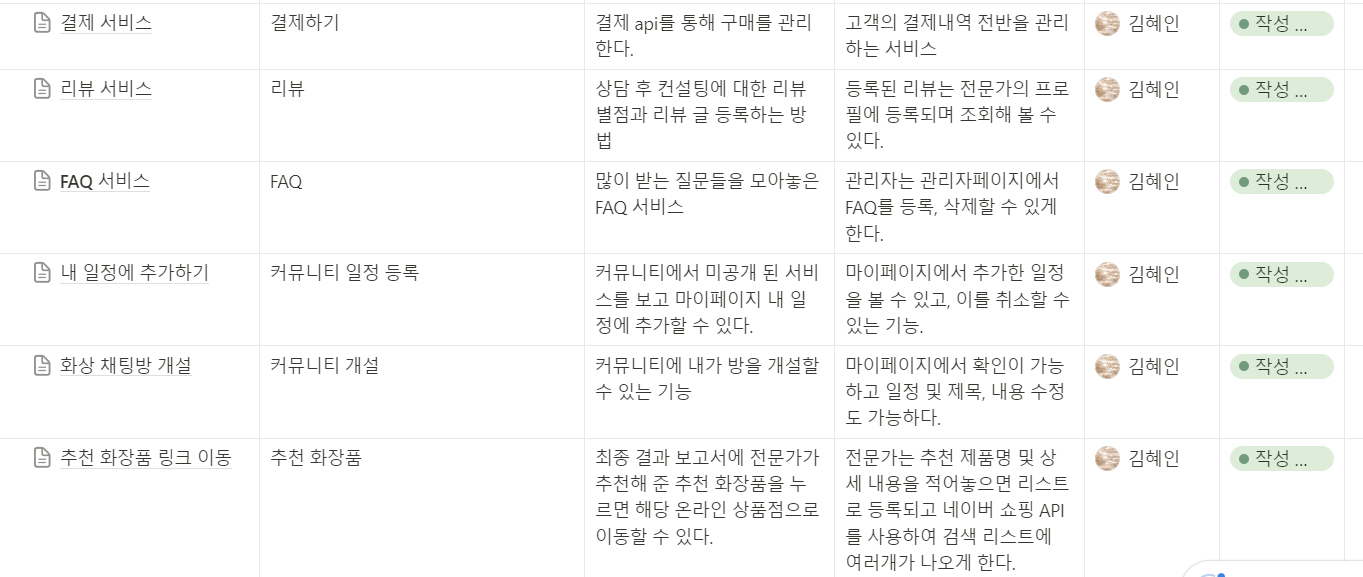 결제 서비스
결제하기
결제 api를 통해 구매를 관리
한다.
고객의 결제내역 전반을 관리
하는 서비스
김혜인
작성 ...
리뷰 서비스
리뷰
상담 후 컨설팅에 대한 리뷰
별점과 리뷰 글 등록하는 방
법
등록된 리뷰는 전문가의 프로
필에 등록되며 조회해 볼 수
있다.
김혜인
작성 ...
FAQ 서비스
FAQ
많이 받는 질문들을 모아놓은
FAQ 서비스
관리자는 관리자페이지에서
FAQ를 등록, 삭제할 수 있게
한다.
김혜인
작성 ...
내 일정에 추가하기
커뮤니티 일정 등록
커뮤니티에서 미공개 된 서비
스를 보고 마이페이지 내 일
정에 추가할 수 있다.
마이페이지에서 추가한 일정
을 볼 수 있고, 이를 취소할 수
있는 기능.
김혜인
작성 ...
화상 채팅방 개설
커뮤니티 개설
커뮤니티에 내가 방을 개설할
수 있는 기능
마이페이지에서 확인이 가능
하고 일정 및 제목, 내용 수정
도 가능하다.
김혜인
작성 ...
추천 화장품 링크 이동
추천 화장품
최종 결과 보고서에 전문가가
추천해 준 추천 화장품을 누
르면 해당 온라인 상품점으로
이동할 수 있다.
전문가는 추천 제품명 및 상
세 내용을 적어놓으면 리스트
로 등록되고 네이버 쇼핑 API
를 사용하여 검색 리스트에
여러개가 나오게 한다.
김혜인
작성 ...